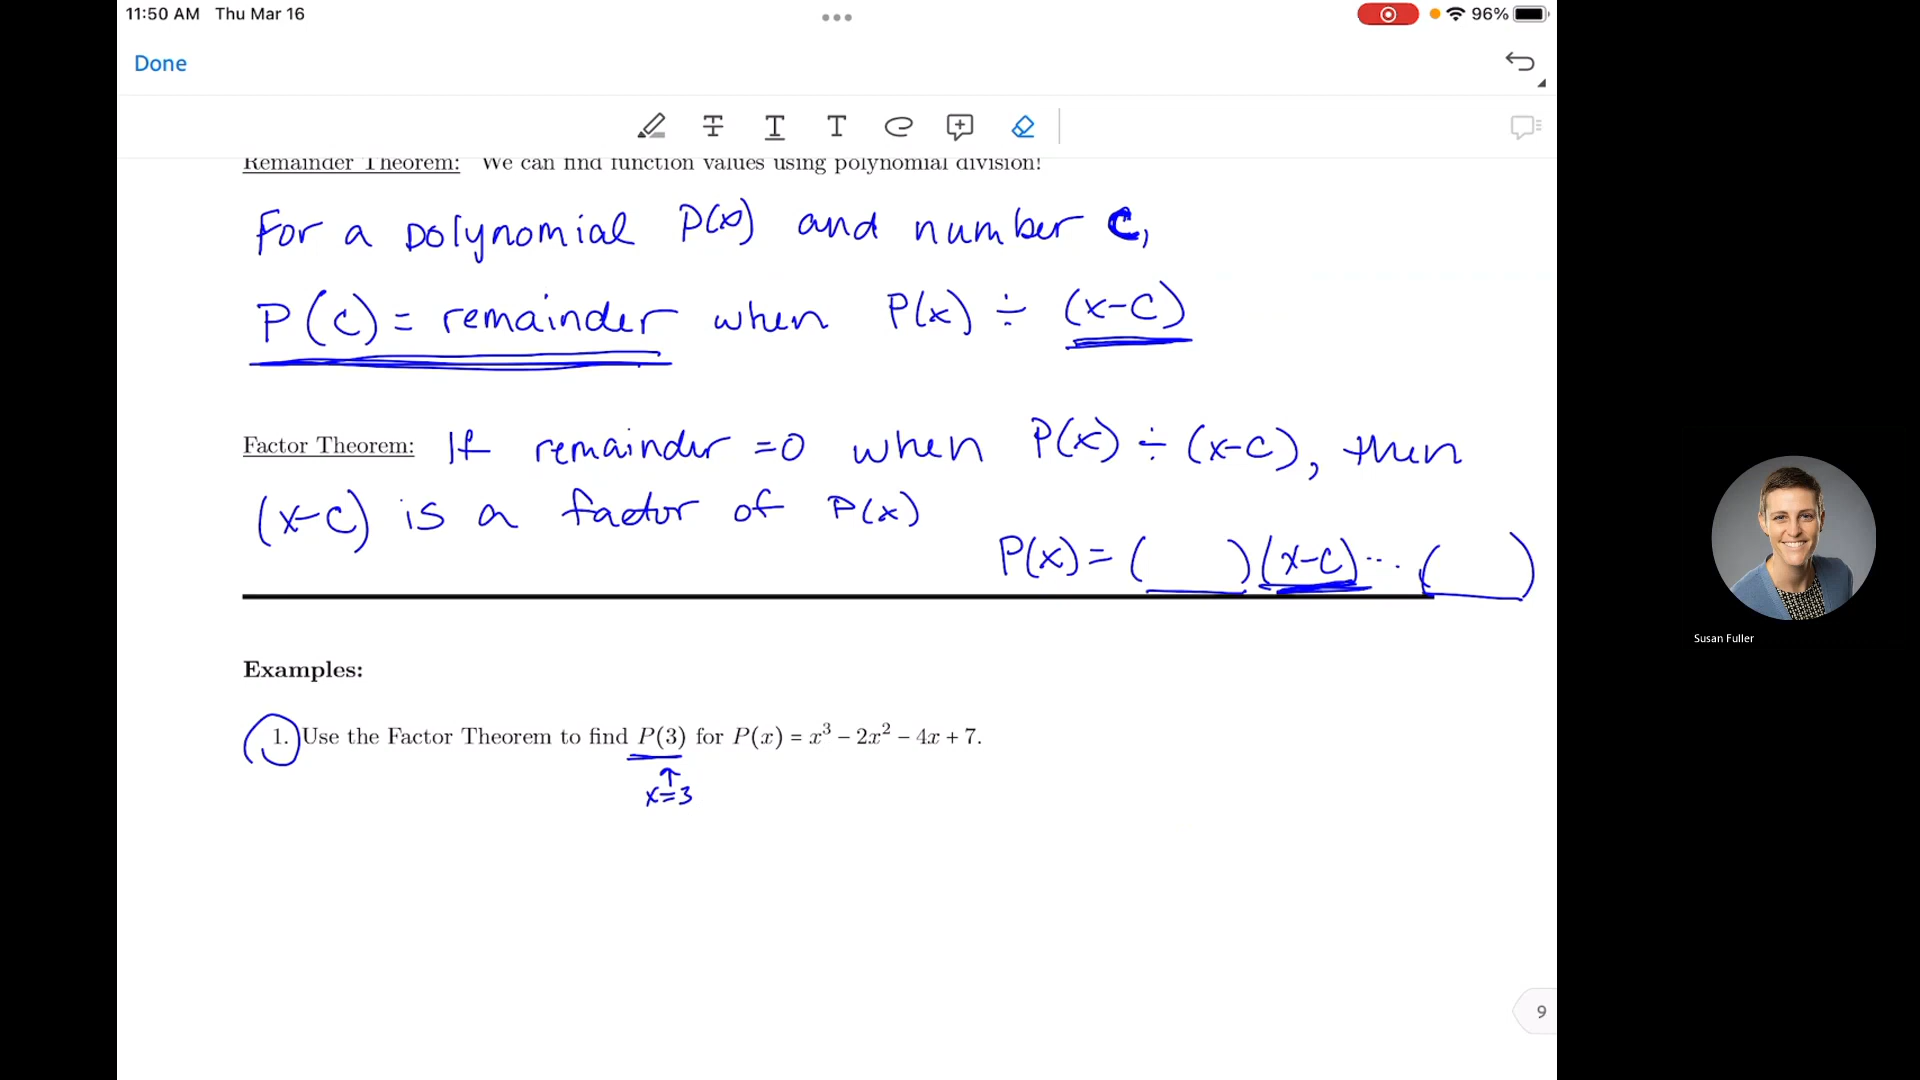 11:50 AM Thu Mar 16
96%
Done
Remainder Theorem: We can find function values using polynomial division!
For a polynomial P(x) and number C,
P(C) = remainder when P(x) ÷ (x-C)
Factor Theorem: If remainder =0 when P(x) ÷ (x-C), then
(x-C) is a factor of P(x)
P(x) = (    )(x-C)...(    )
Examples:
1. Use the Factor Theorem to find P(3) for P(x) = x³ − 2x² − 4x + 7.
↑
x=3
Susan Fuller
9